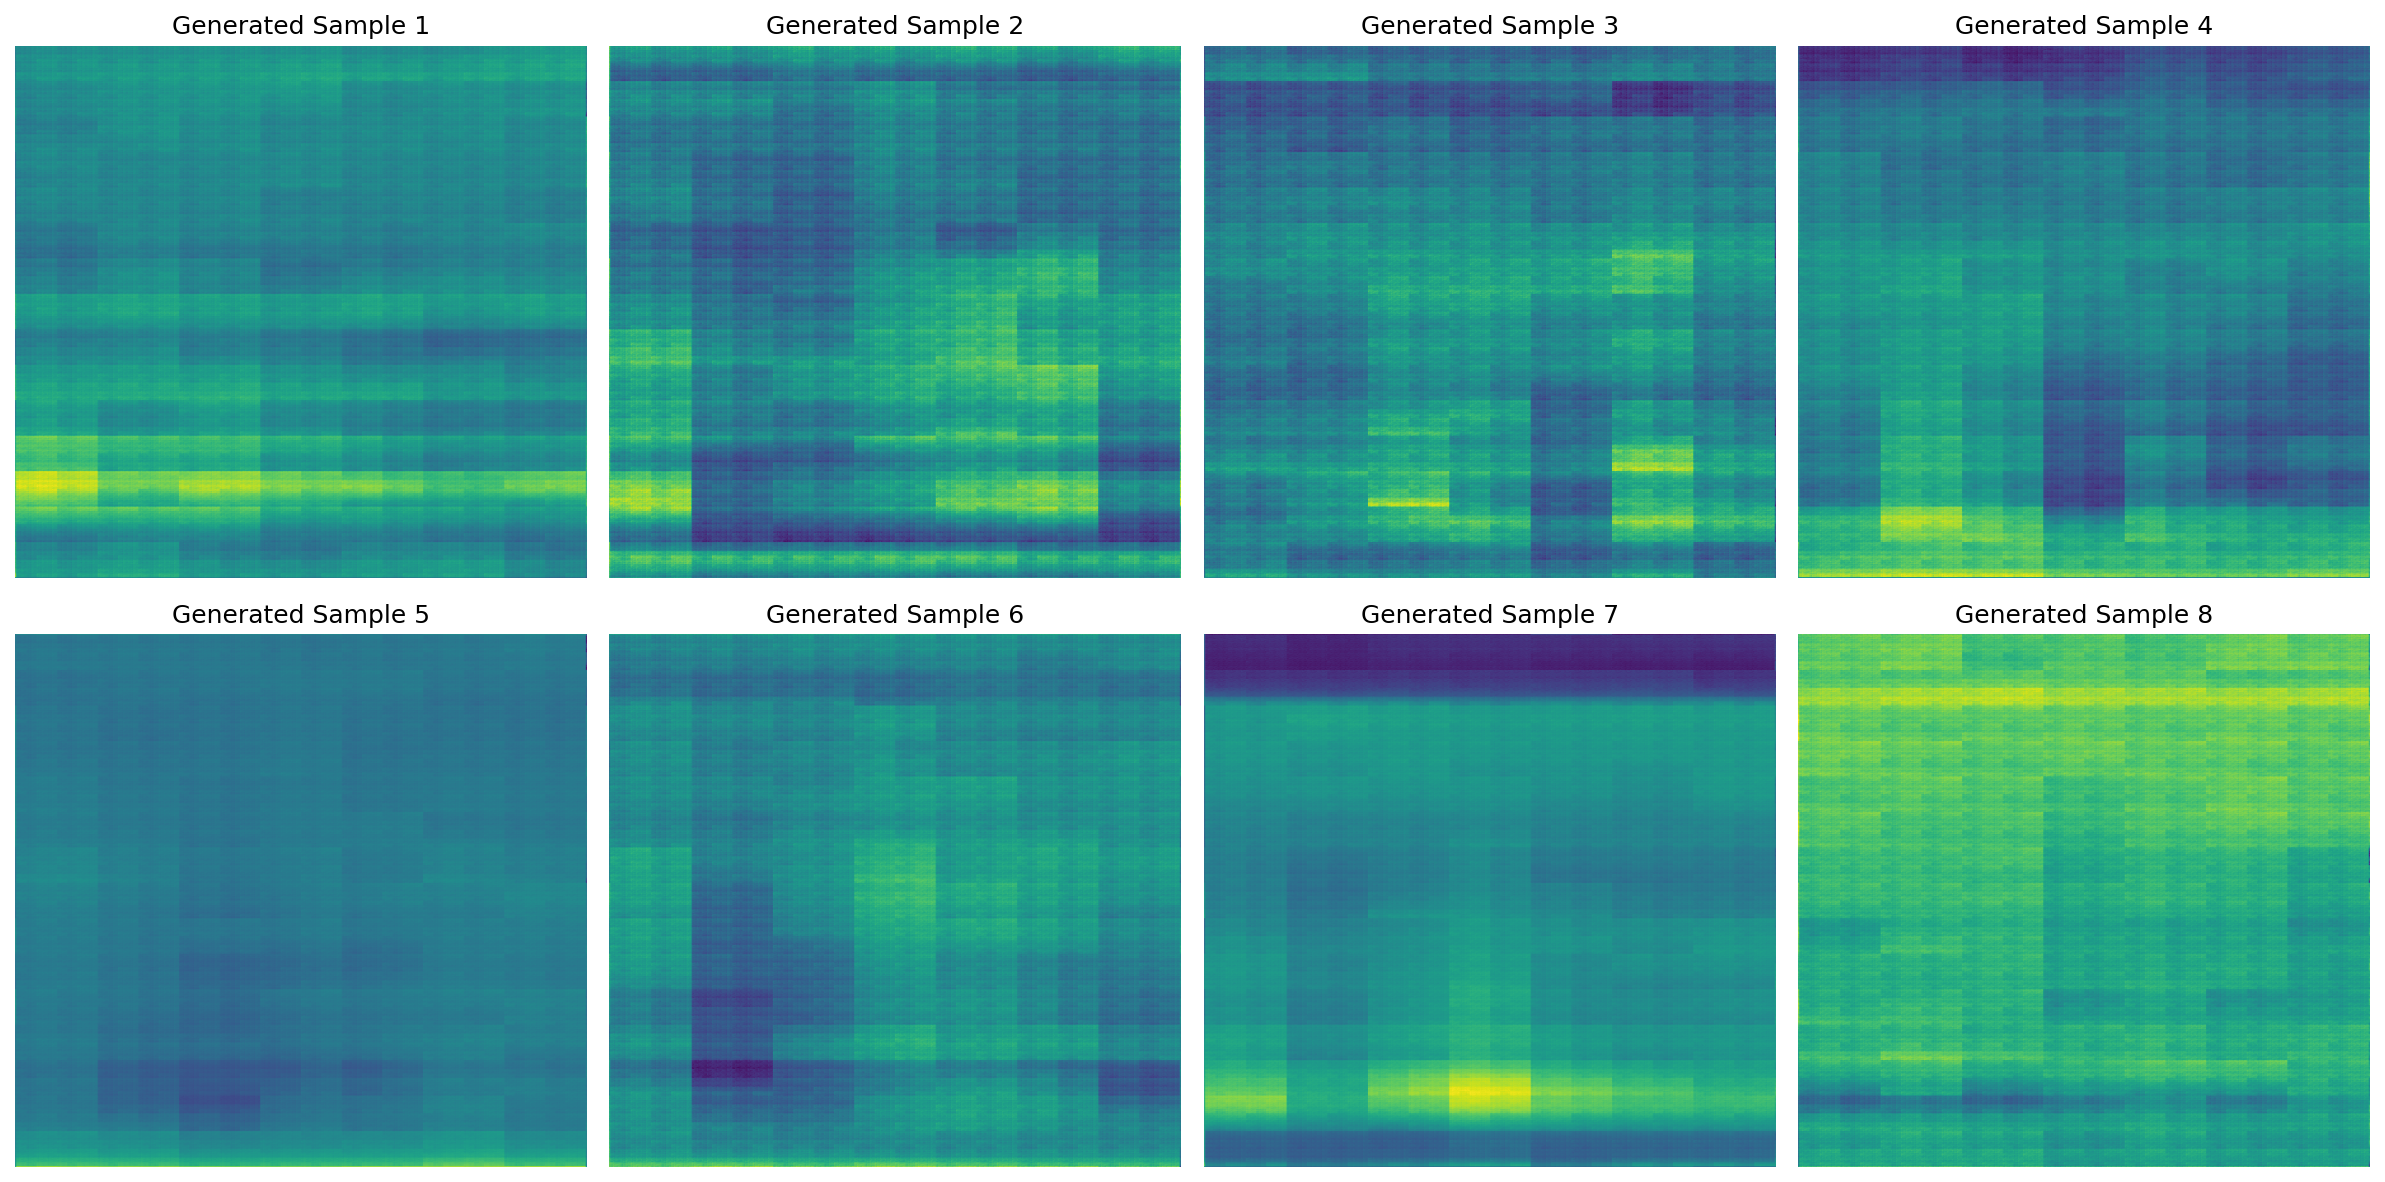 Generated Sample 1
Generated Sample 2
Generated Sample 3
Generated Sample 4
Generated Sample 5
Generated Sample 6
Generated Sample 7
Generated Sample 8